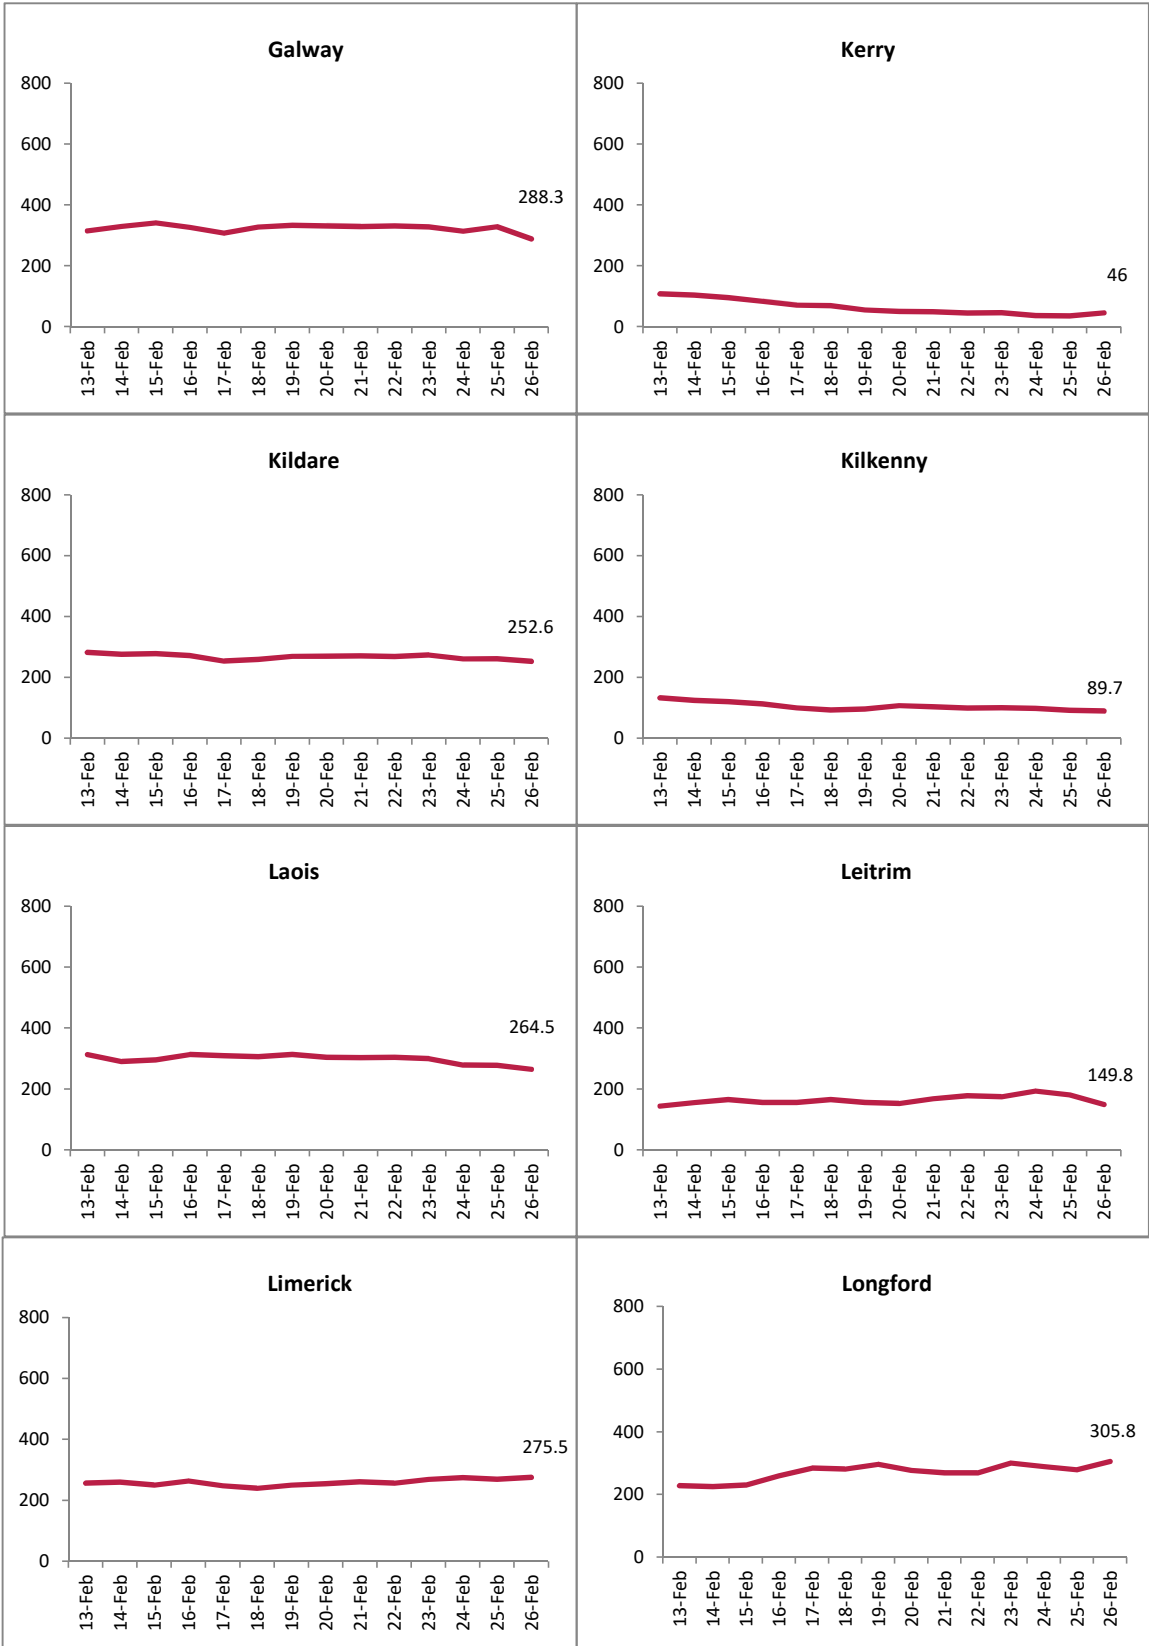 Galway
800
600
400
200
0
288.3
13-Feb
14-Feb
15-Feb
16-Feb
17-Feb
18-Feb
19-Feb
20-Feb
21-Feb
22-Feb
23-Feb
24-Feb
25-Feb
26-Feb
Kerry
800
600
400
200
0
46
13-Feb
14-Feb
15-Feb
16-Feb
17-Feb
18-Feb
19-Feb
20-Feb
21-Feb
22-Feb
23-Feb
24-Feb
25-Feb
26-Feb
Kildare
800
600
400
200
0
252.6
13-Feb
14-Feb
15-Feb
16-Feb
17-Feb
18-Feb
19-Feb
20-Feb
21-Feb
22-Feb
23-Feb
24-Feb
25-Feb
26-Feb
Kilkenny
800
600
400
200
0
89.7
13-Feb
14-Feb
15-Feb
16-Feb
17-Feb
18-Feb
19-Feb
20-Feb
21-Feb
22-Feb
23-Feb
24-Feb
25-Feb
26-Feb
Laois
800
600
400
200
0
264.5
13-Feb
14-Feb
15-Feb
16-Feb
17-Feb
18-Feb
19-Feb
20-Feb
21-Feb
22-Feb
23-Feb
24-Feb
25-Feb
26-Feb
Leitrim
800
600
400
200
0
149.8
13-Feb
14-Feb
15-Feb
16-Feb
17-Feb
18-Feb
19-Feb
20-Feb
21-Feb
22-Feb
23-Feb
24-Feb
25-Feb
26-Feb
Limerick
800
600
400
200
0
275.5
13-Feb
14-Feb
15-Feb
16-Feb
17-Feb
18-Feb
19-Feb
20-Feb
21-Feb
22-Feb
23-Feb
24-Feb
25-Feb
26-Feb
Longford
800
600
400
200
0
305.8
13-Feb
14-Feb
15-Feb
16-Feb
17-Feb
18-Feb
19-Feb
20-Feb
21-Feb
22-Feb
23-Feb
24-Feb
25-Feb
26-Feb